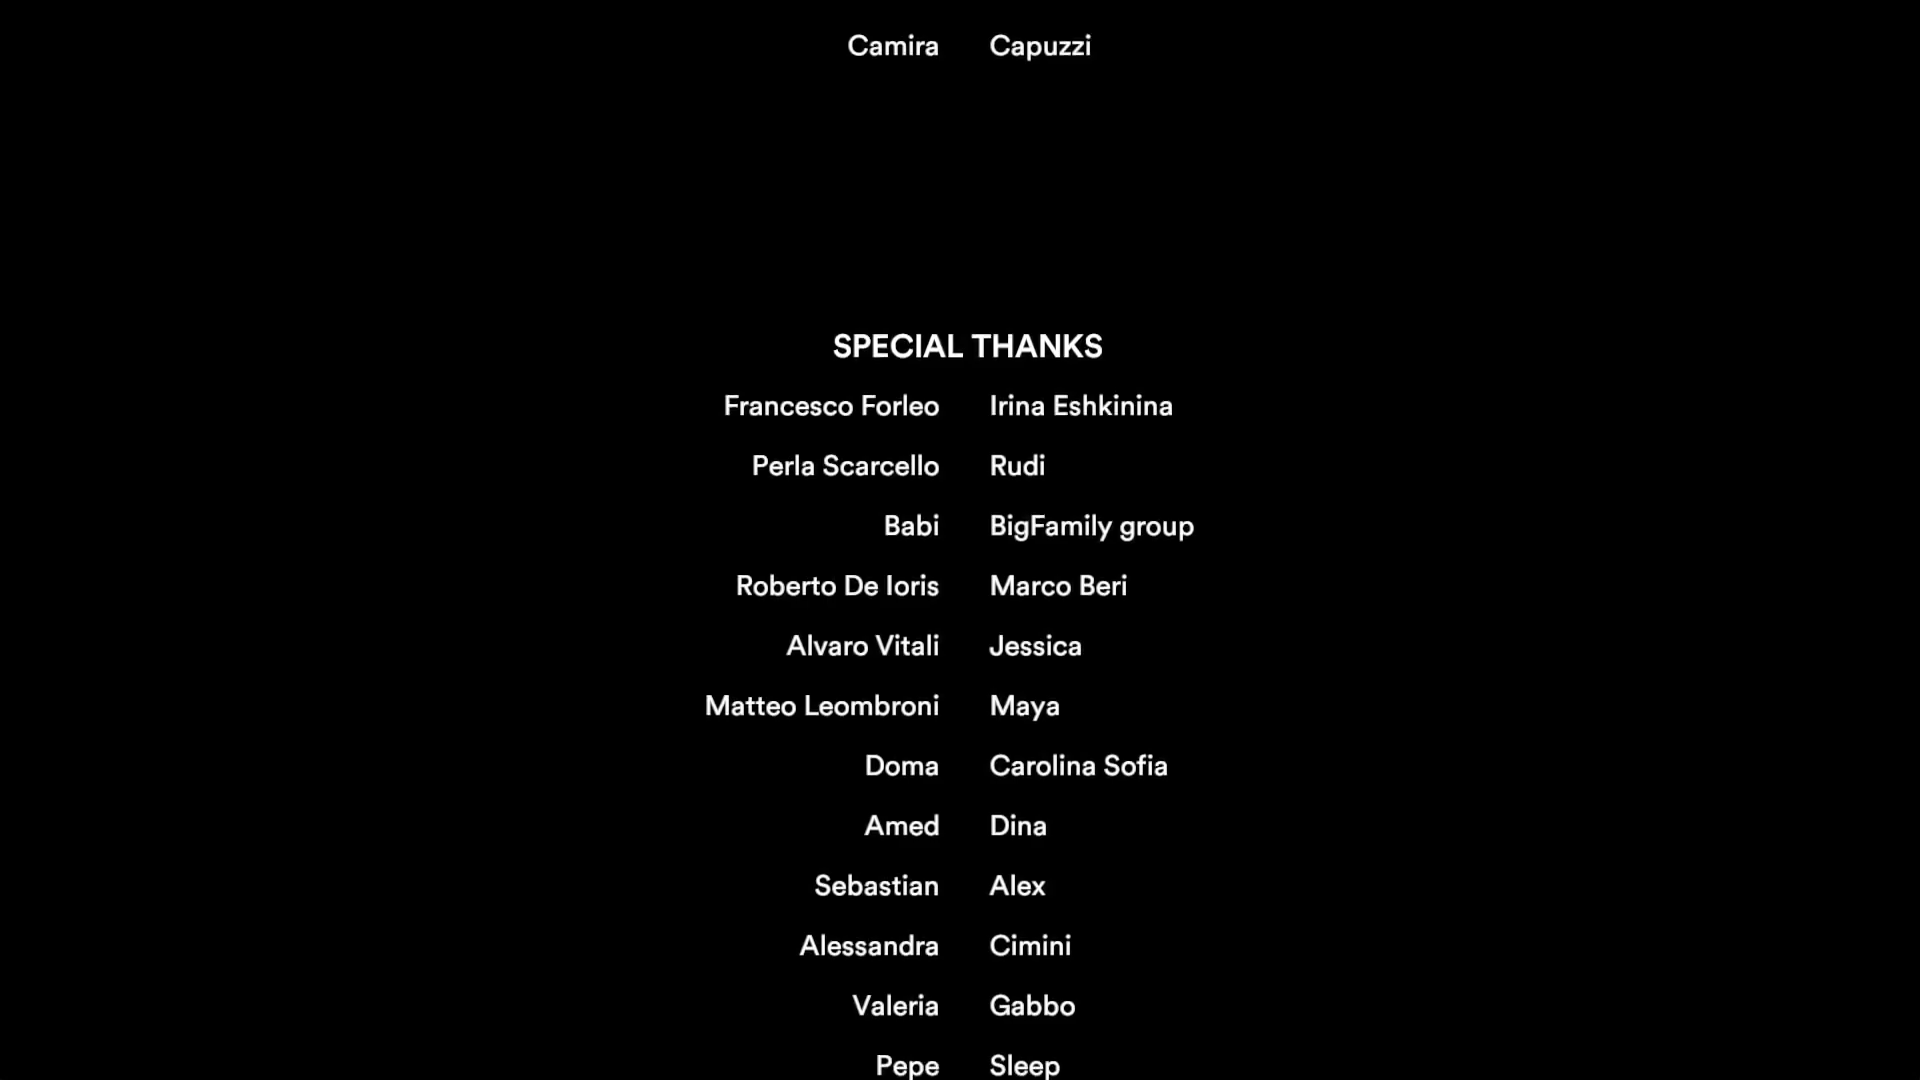 Camira Capuzzi
SPECIAL THANKS
Francesco Forleo Irina Eshkinina
Perla Scarcello Rudi
Babi BigFamily group
Roberto De Ioris Marco Beri
Alvaro Vitali Jessica
Matteo Leombroni Maya
Doma Carolina Sofia
Amed Dina
Sebastian Alex
Alessandra Cimini
Valeria Gabbo
Pepe Sleep